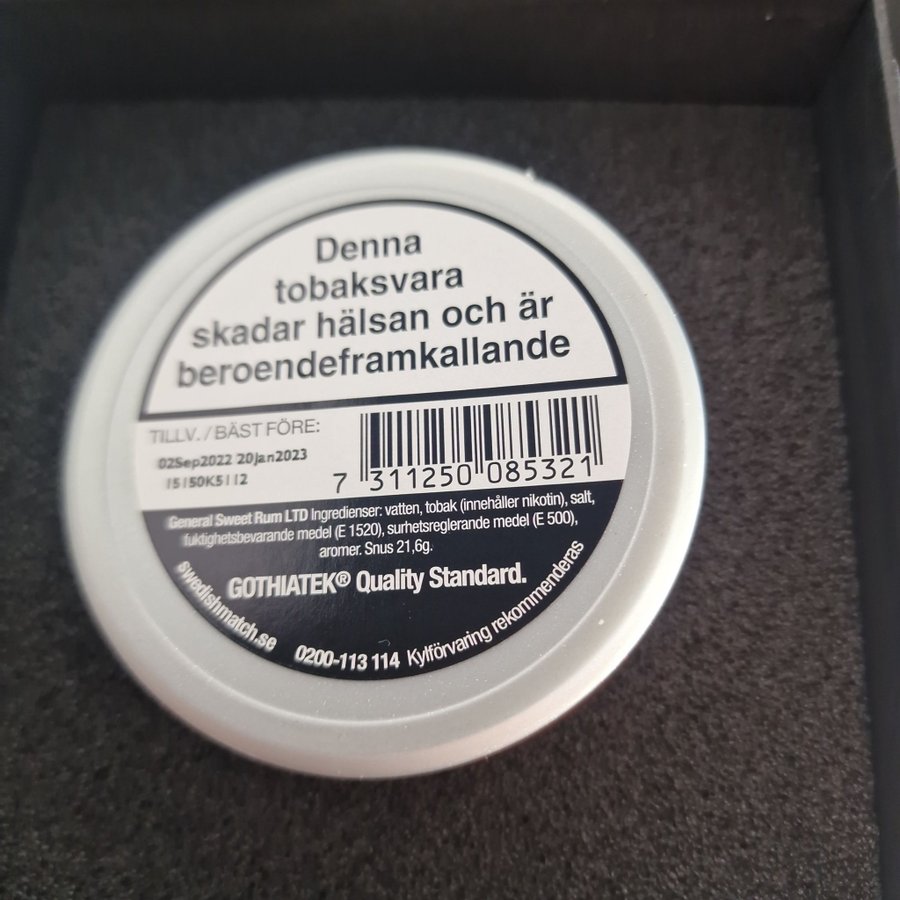 Denna
tobaksvara
skadar hälsan och är
beroendeframkallande
TILLV. / BÄST FÖRE:
02Sep2022 20Jan2023
15150K5112
7 311250 085321
General Sweet Rum LTD Ingredienser: vatten, tobak (innehåller nikotin), salt,
fuktighetsbevarande medel (E 1520), surhetsreglerande medel (E 500),
aromer. Snus 21,6g.
GOTHIATEK® Quality Standard.
swedishmatch.se 0200-113 114 Kylförvaring rekommenderas